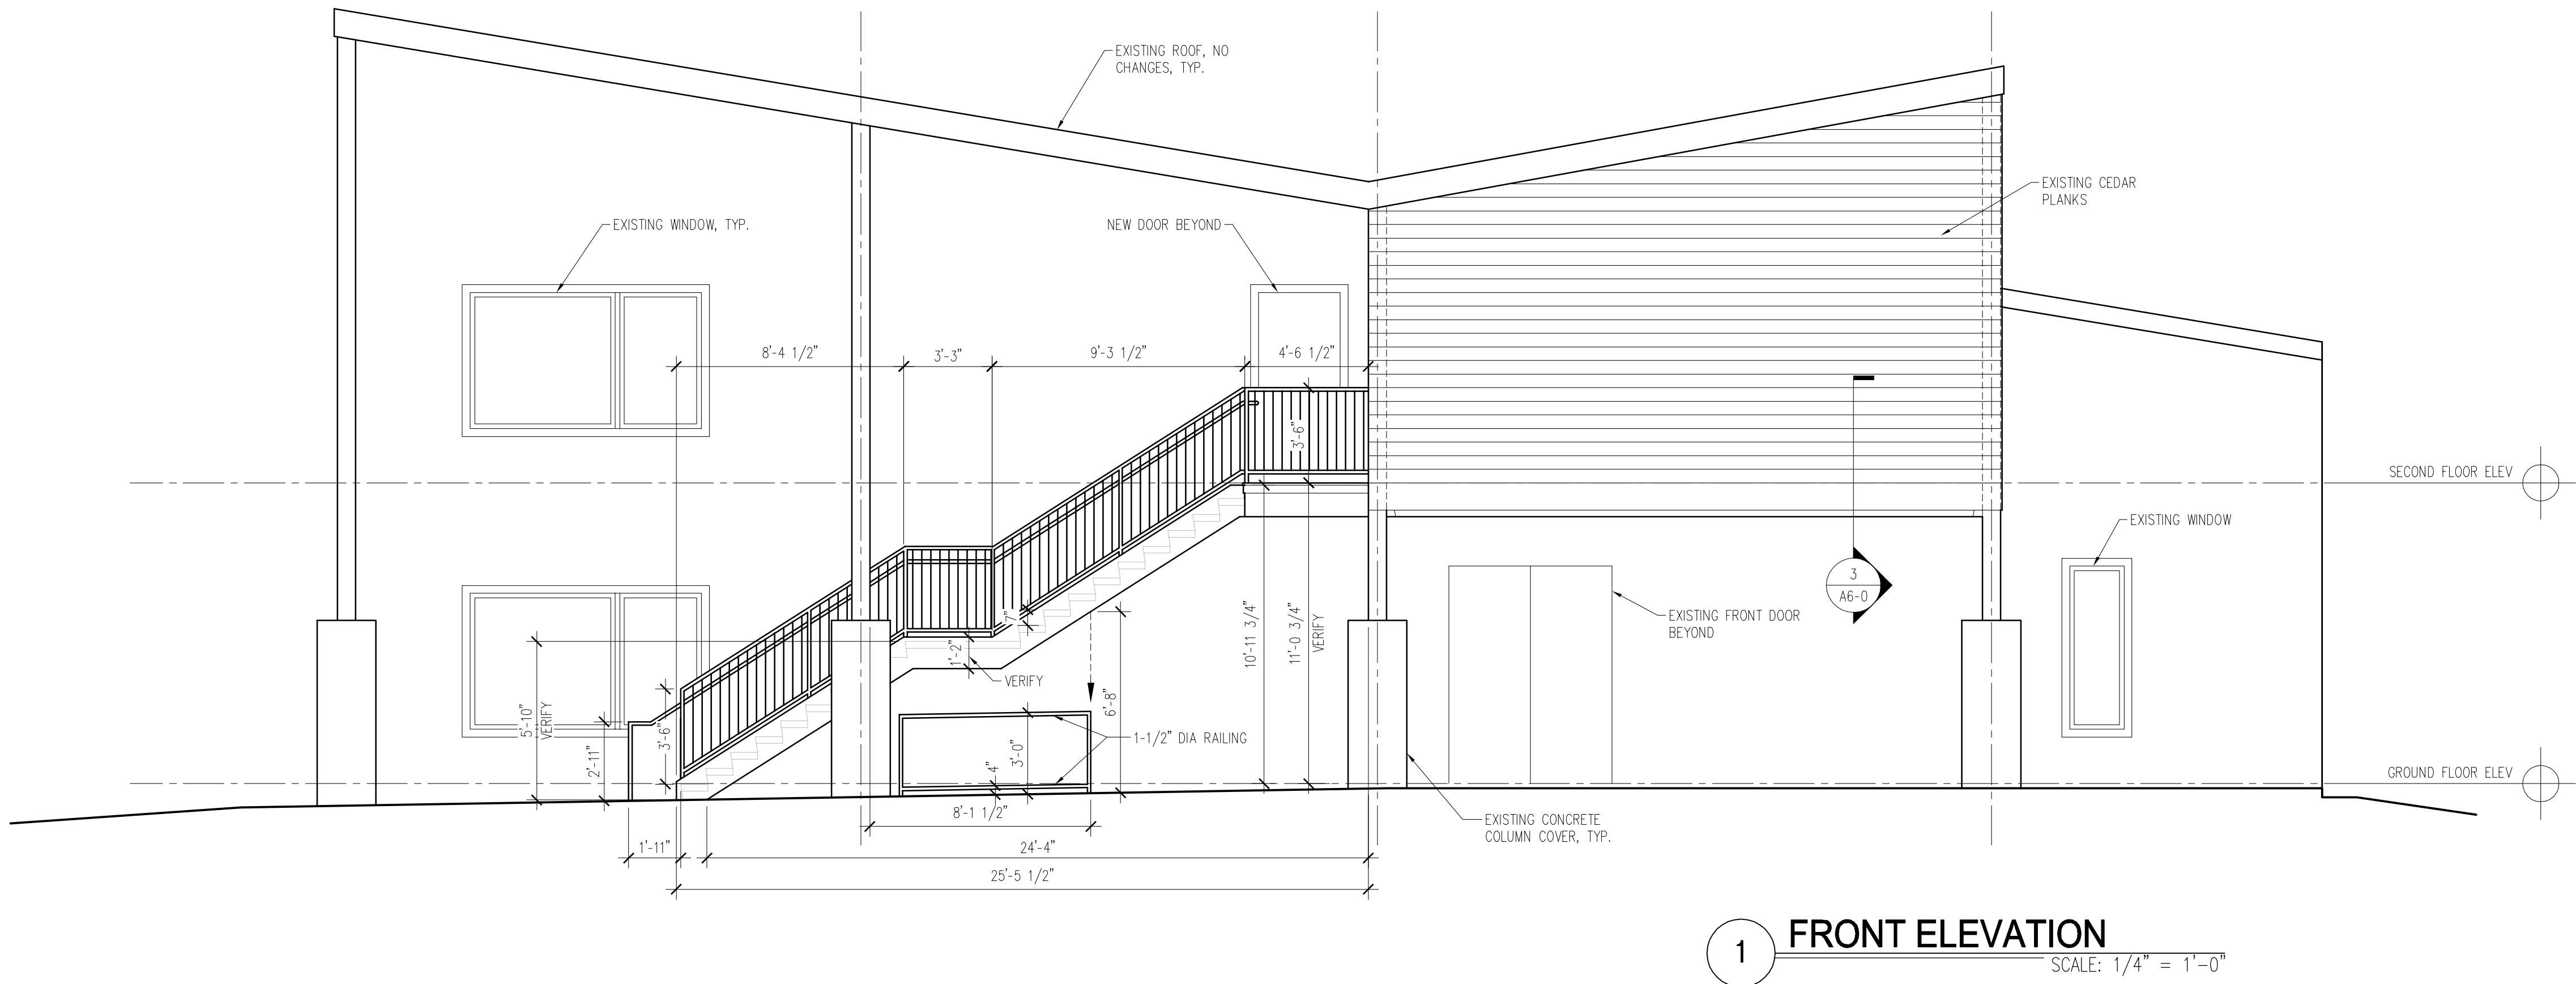 EXISTING ROOF, NO
CHANGES, TYP.
EXISTING CEDAR
PLANKS
EXISTING WINDOW, TYP.
NEW DOOR BEYOND
8'-4 1/2"
3'-3"
9'-3 1/2"
4'-6 1/2"
3'-6"
SECOND FLOOR ELEV
EXISTING WINDOW
3
A6-0
EXISTING FRONT DOOR
BEYOND
7"
1'-2"
VERIFY
10'-11 3/4"
11'-0 3/4"
VERIFY
6'-8"
5'-10"
VERIFY
2'-11"
3'-6"
1-1/2" DIA RAILING
3'-0"
4"
GROUND FLOOR ELEV
8'-1 1/2"
EXISTING CONCRETE
COLUMN COVER, TYP.
1'-11"
24'-4"
25'-5 1/2"
1
FRONT ELEVATION
SCALE: 1/4" = 1'-0"